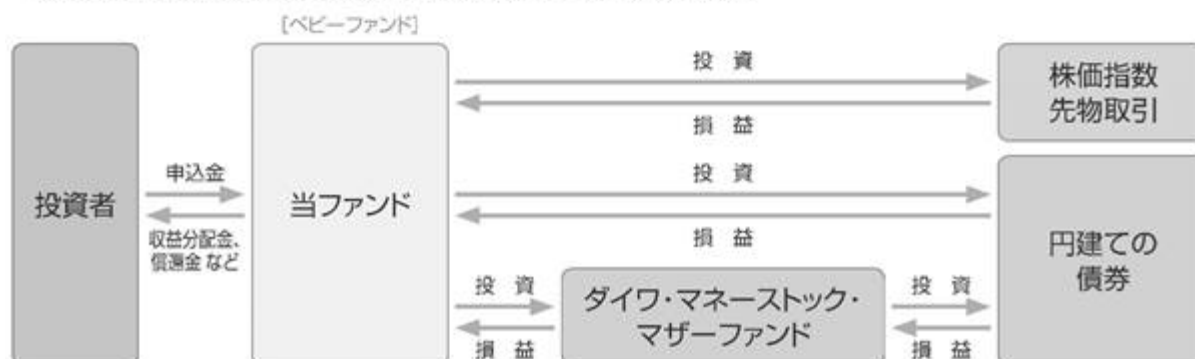 [ベビーファンド]
投 資
株価指数
先物取引
損 益
申込金
投 資
投資者
当ファンド
収益分配金、
償還金 など
損 益
円建ての
債券
投 資
ダイワ・マネーストック・
マザーファンド
投 資
損 益
損 益